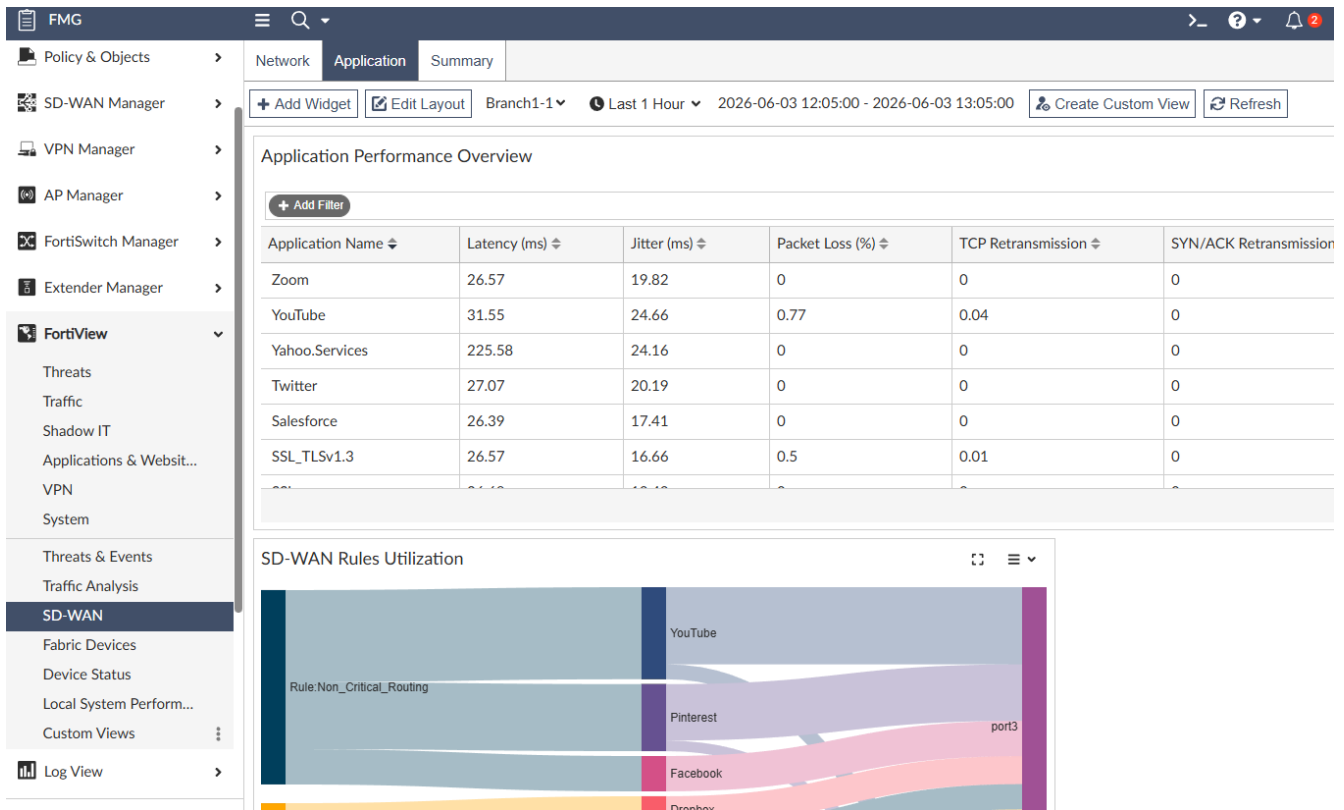 FMG
2
Policy & Objects
SD-WAN Manager
VPN Manager
AP Manager
FortiSwitch Manager
Extender Manager
FortiView
Threats
Traffic
Shadow IT
Applications & Websit...
VPN
System
Threats & Events
Traffic Analysis
SD-WAN
Fabric Devices
Device Status
Local System Perform...
Custom Views
Log View
Network Application Summary
Add Widget Edit Layout Branch1-1 Last 1 Hour 2026-06-03 12:05:00 - 2026-06-03 13:05:00 Create Custom View Refresh
Application Performance Overview
+ Add Filter
Application Name Latency (ms) Jitter (ms) Packet Loss (%) TCP Retransmission SYN/ACK Retransmission
Zoom 26.57 19.82 0 0 0
YouTube 31.55 24.66 0.77 0.04 0
Yahoo.Services 225.58 24.16 0 0 0
Twitter 27.07 20.19 0 0 0
Salesforce 26.39 17.41 0 0 0
SSL_TLSv1.3 26.57 16.66 0.5 0.01 0
SD-WAN Rules Utilization
YouTube
Rule:Non_Critical_Routing
Pinterest
port3
Facebook
Dropbox